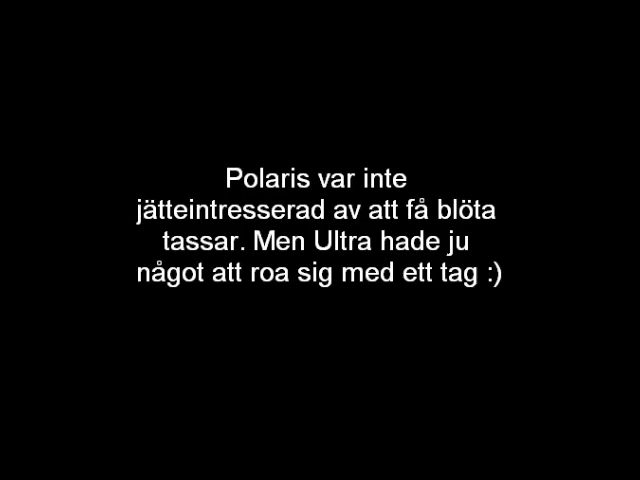 Polaris var inte
jätteintresserad av att få blöta
tassar. Men Ultra hade ju
något att roa sig med ett tag :)